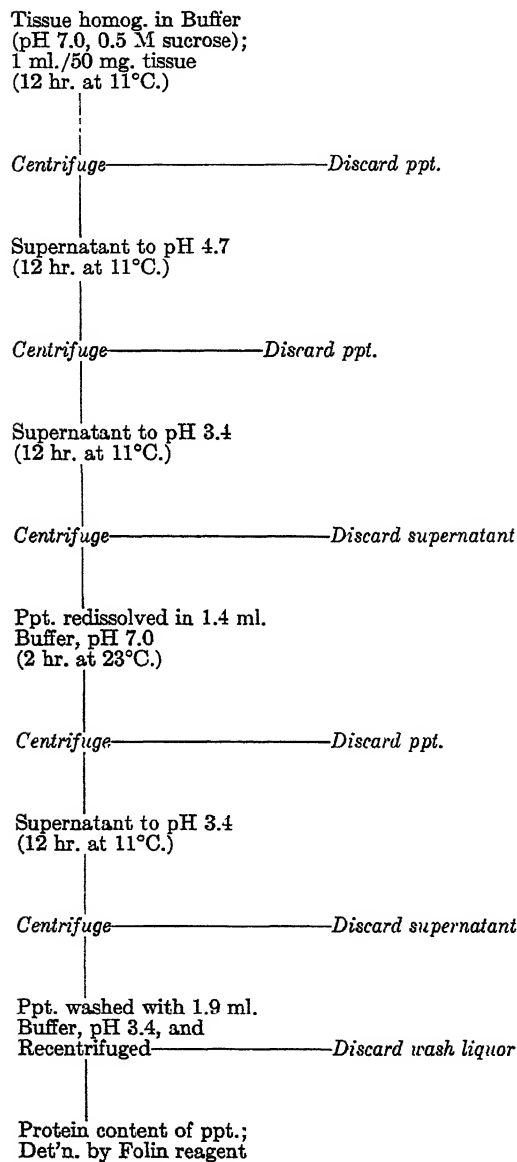 Tissue homog. in Buffer
(pH 7.0, 0.5 M sucrose);
1 ml./50 mg. tissue
(12 hr. at 11°C.)
Centrifuge Discard ppt.
Supernatant to pH 4.7
(12 hr. at 11°C.)
Centrifuge Discard ppt.
Supernatant to pH 3.4
(12 hr. at 11°C.)
Centrifuge Discard supernatant
Ppt. redissolved in 1.4 ml.
Buffer, pH 7.0
(2 hr. at 23°C.)
Centrifuge Discard ppt.
Supernatant to pH 3.4
(12 hr. at 11°C.)
Centrifuge Discard supernatant
Ppt. washed with 1.9 ml.
Buffer, pH 3.4, and
Recentrifuged Discard wash liquor
Protein content of ppt.;
Det'n. by Folin reagent